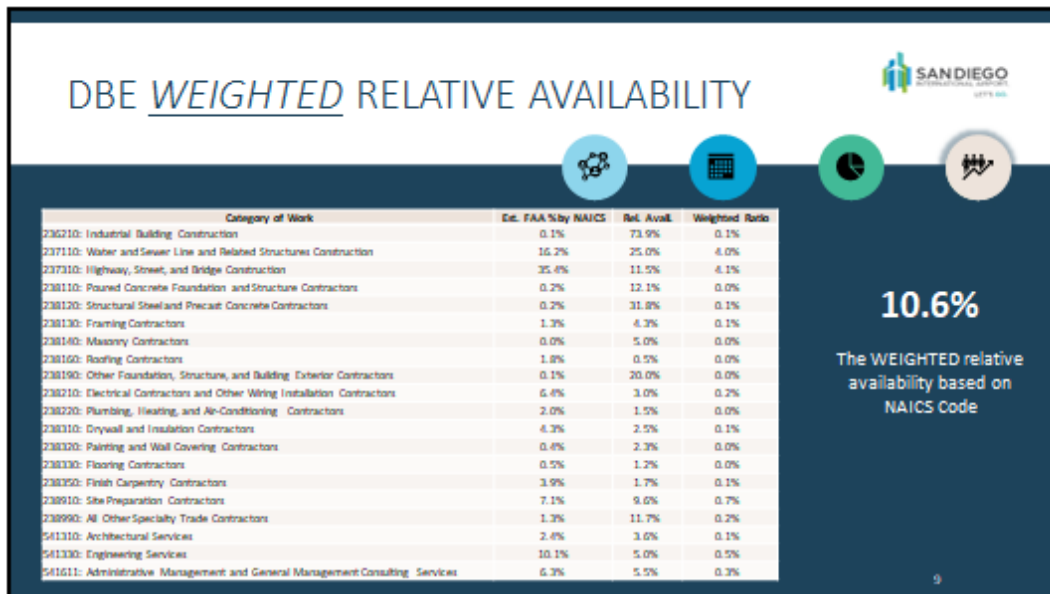 DBE WEIGHTED RELATIVE AVAILABILITY
SAN DIEGO
INTERNATIONAL AIRPORT.
LET'S GO.
Category of Work Est. FAA % by NAICS Rel. Avail. Weighted Ratio
236210: Industrial Building Construction 0.1% 73.9% 0.1%
237110: Water and Sewer Line and Related Structures Construction 16.2% 25.0% 4.0%
237310: Highway, Street, and Bridge Construction 35.4% 11.5% 4.1%
238110: Poured Concrete Foundation and Structure Contractors 0.2% 12.1% 0.0%
238120: Structural Steel and Precast Concrete Contractors 0.2% 31.8% 0.1%
238130: Framing Contractors 1.3% 4.3% 0.1%
238140: Masonry Contractors 0.0% 5.0% 0.0%
238160: Roofing Contractors 1.8% 0.5% 0.0%
238190: Other Foundation, Structure, and Building Exterior Contractors 0.1% 20.0% 0.0%
238210: Electrical Contractors and Other Wiring Installation Contractors 6.4% 3.0% 0.2%
238220: Plumbing, Heating, and Air-Conditioning Contractors 2.0% 1.5% 0.0%
238310: Drywall and Insulation Contractors 4.3% 2.5% 0.1%
238320: Painting and Wall Covering Contractors 0.4% 2.3% 0.0%
238330: Flooring Contractors 0.5% 1.2% 0.0%
238350: Finish Carpentry Contractors 3.9% 1.7% 0.1%
238910: Site Preparation Contractors 7.1% 9.6% 0.7%
238990: All Other Specialty Trade Contractors 1.3% 11.7% 0.2%
541310: Architectural Services 2.4% 3.6% 0.1%
541330: Engineering Services 10.1% 5.0% 0.5%
541611: Administrative Management and General Management Consulting Services 6.3% 5.5% 0.3%
10.6%
The WEIGHTED relative
availability based on
NAICS Code
9